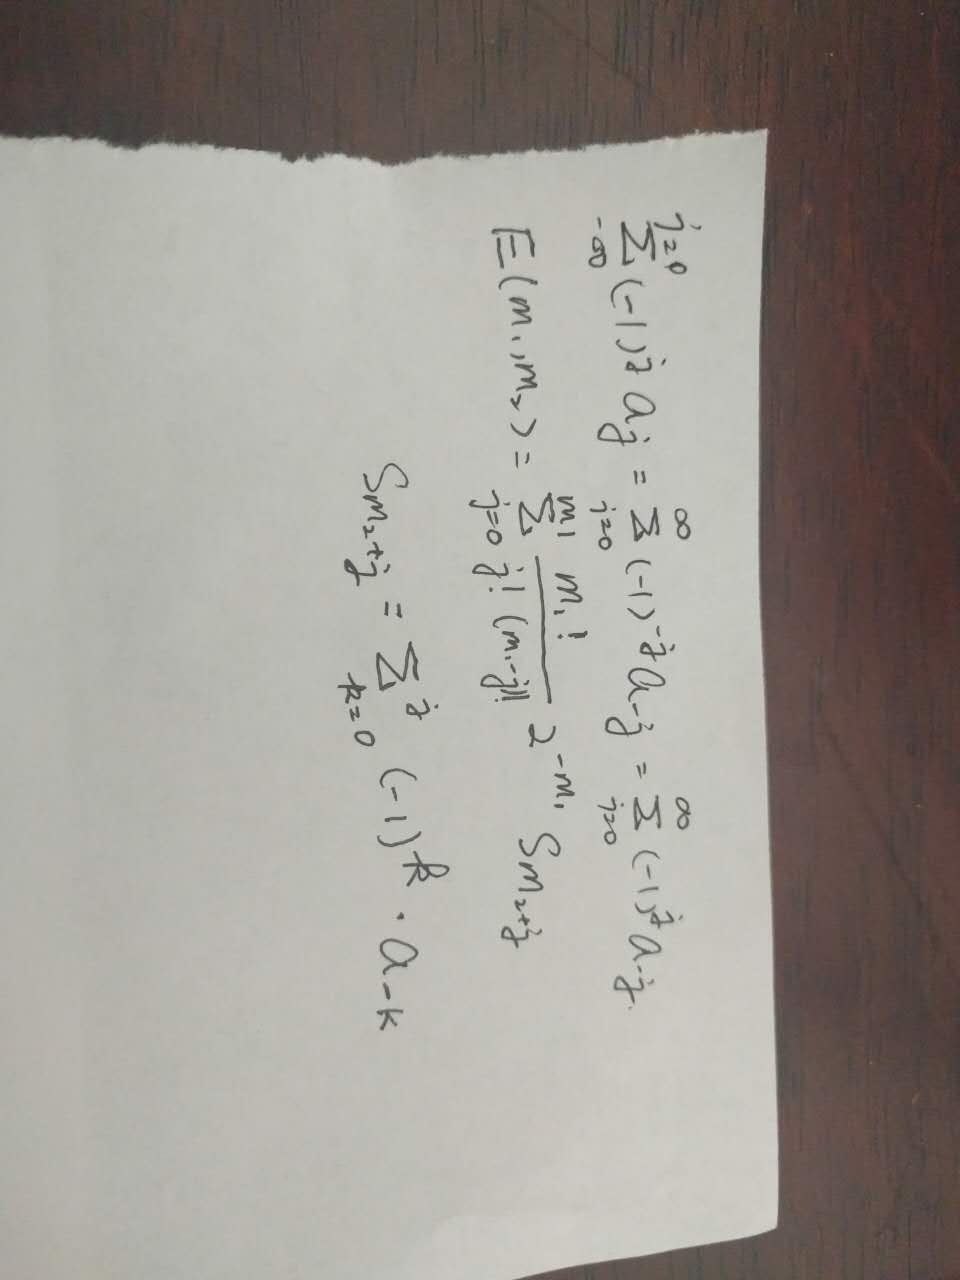 \sum_{-\infty}^{j=0} (-1)^j a_j = \sum_{j=0}^{\infty} (-1)^{-j} a_{-j} = \sum_{j=0}^{\infty} (-1)^j a_{-j}.
E(m_1, m_2) = \sum_{j=0}^{m_1} \frac{m_1!}{j!(m_1-j)!} 2^{-m_1} S_{m_2+j}
S_{m_2+j} = \sum_{k=0}^{j} (-1)^k \cdot a_{-k}